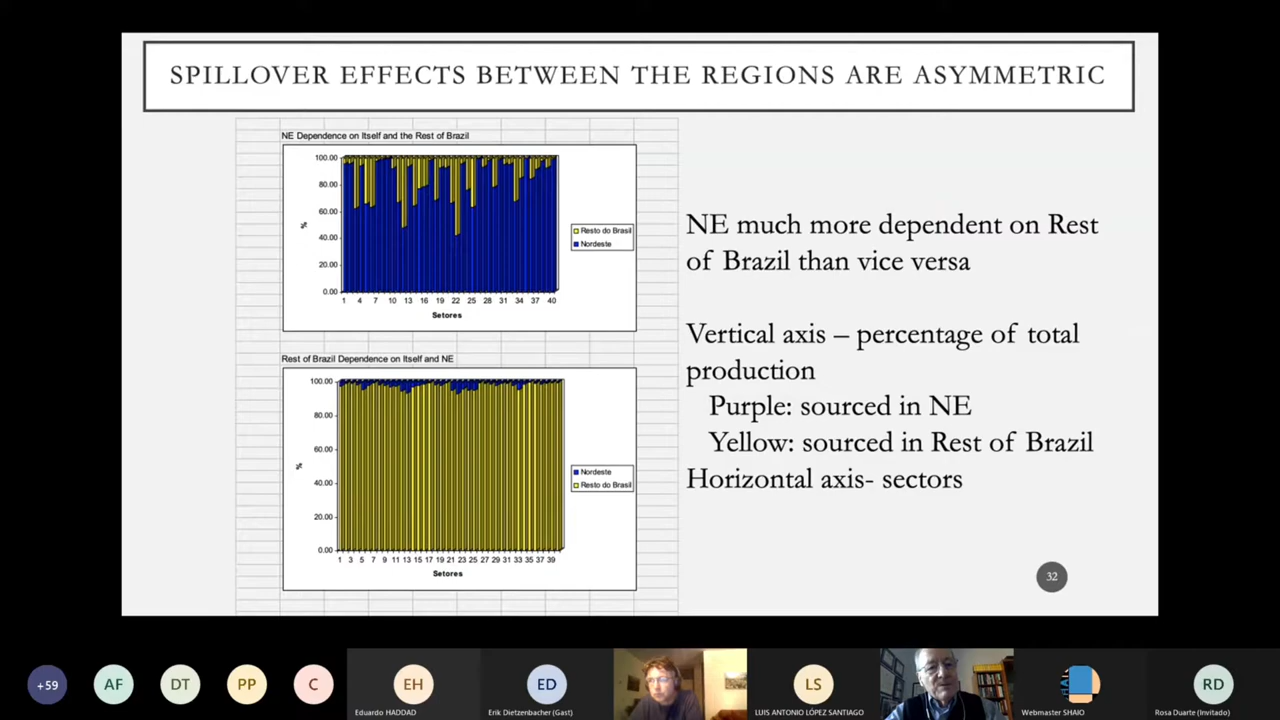 SPILLOVER EFFECTS BETWEEN THE REGIONS ARE ASYMMETRIC
NE Dependence on Itself and the Rest of Brazil
100.00
80.00
60.00
40.00
20.00
0.00
%
1 4 7 10 13 16 19 22 25 28 31 34 37 40
Setores
Resto do Brasil
Nordeste
Rest of Brazil Dependence on Itself and NE
100.00
80.00
60.00
40.00
20.00
0.00
%
1 3 5 7 9 11 13 15 17 19 21 23 25 27 29 31 33 35 37 39
Setores
Nordeste
Resto do Brasil
NE much more dependent on Rest
of Brazil than vice versa
Vertical axis – percentage of total
production
Purple: sourced in NE
Yellow: sourced in Rest of Brazil
Horizontal axis- sectors
32
+59
AF
DT
PP
C
EH
Eduardo HADDAD
ED
Erik Dietzenbacher (Gast)
LS
LUIS ANTONIO LÓPEZ SANTIAGO
Webmaster SHAIO
RD
Rosa Duarte (Invitado)